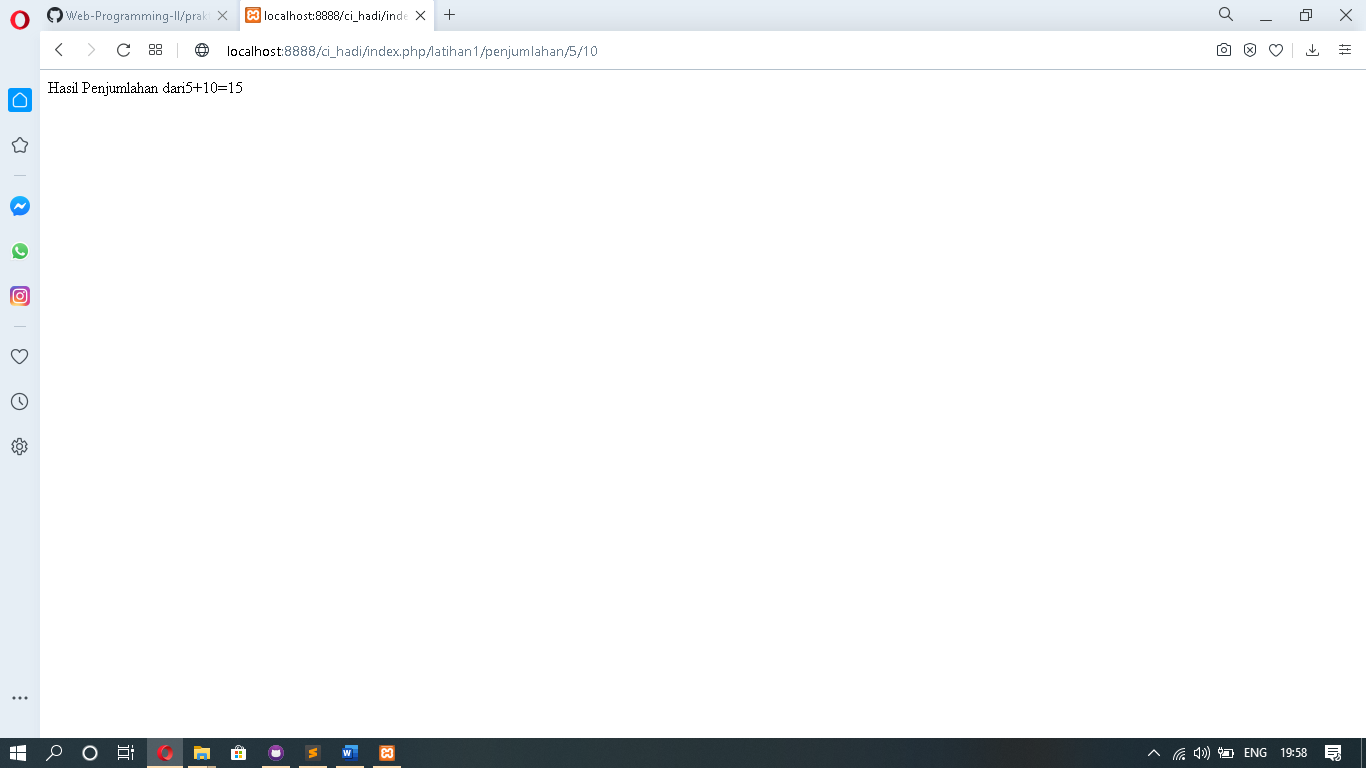 Web-Programming-II/prak
localhost:8888/ci_hadi/inde
localhost:8888/ci_hadi/index.php/latihan1/penjumlahan/5/10
Hasil Penjumlahan dari5+10=15
ENG
19:58